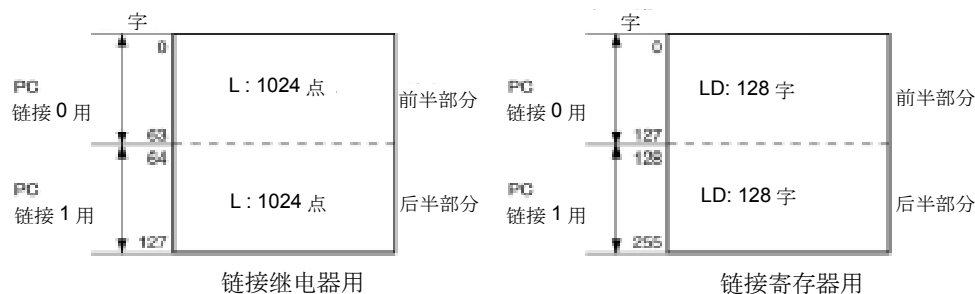 字
0
PC
链接 0 用
L : 1024 点
前半部分
63
64
PC
链接 1 用
L : 1024 点
后半部分
127
链接继电器用
字
0
PC
链接 0 用
LD: 128 字
前半部分
127
128
PC
链接 1 用
LD: 128 字
后半部分
255
链接寄存器用